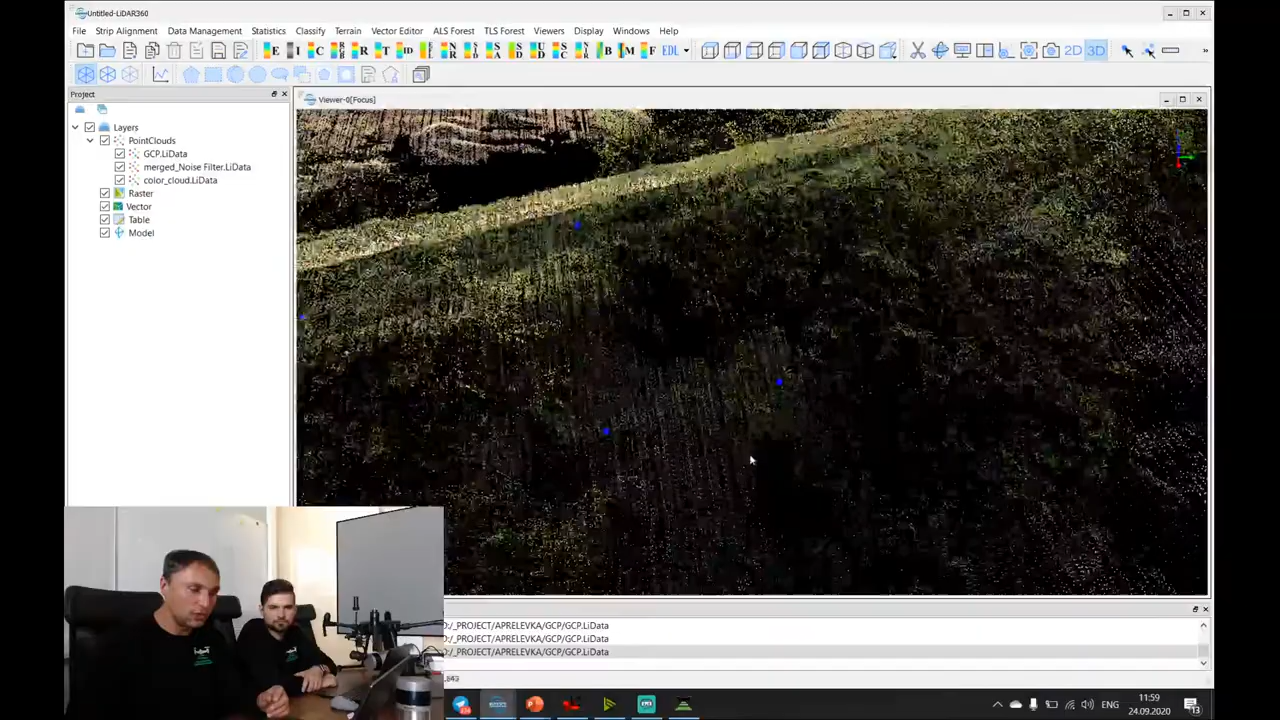 Untitled-LiDAR360
File Strip Alignment Data Management Statistics Classify Terrain Vector Editor ALS Forest TLS Forest Viewers Display Windows Help
EDL 2D 3D
Project
Layers
PointClouds
GCP.LiData
merged_Noise Filter.LiData
color_cloud.LiData
Raster
Vector
Table
Model
Viewer-0[Focus]
D:/_PROJECT/APRELEVKA/GCP/GCP.LiData
D:/_PROJECT/APRELEVKA/GCP/GCP.LiData
D:/_PROJECT/APRELEVKA/GCP/GCP.LiData
ENG
11:59
24.09.2020